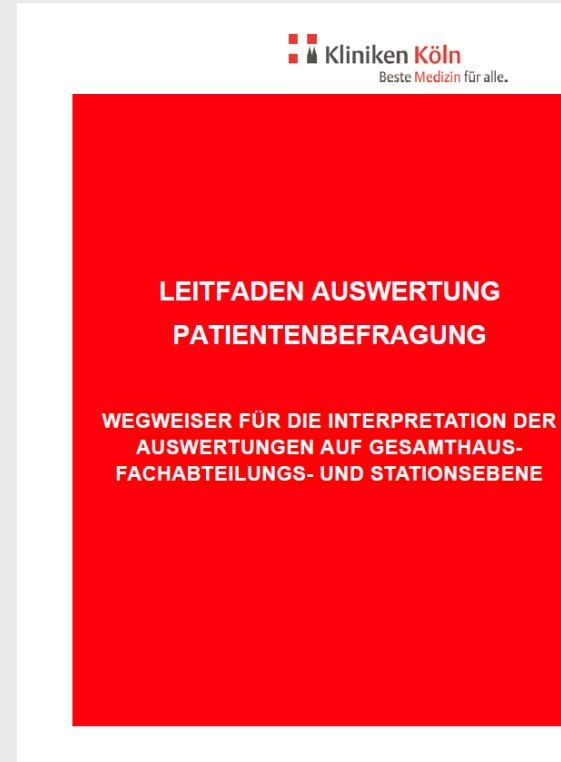 Kliniken Köln
Beste Medizin für alle.
LEITFADEN AUSWERTUNG
PATIENTENBEFRAGUNG
WEGWEISER FÜR DIE INTERPRETATION DER
AUSWERTUNGEN AUF GESAMTHAUS-
FACHABTEILUNGS- UND STATIONSEBENE